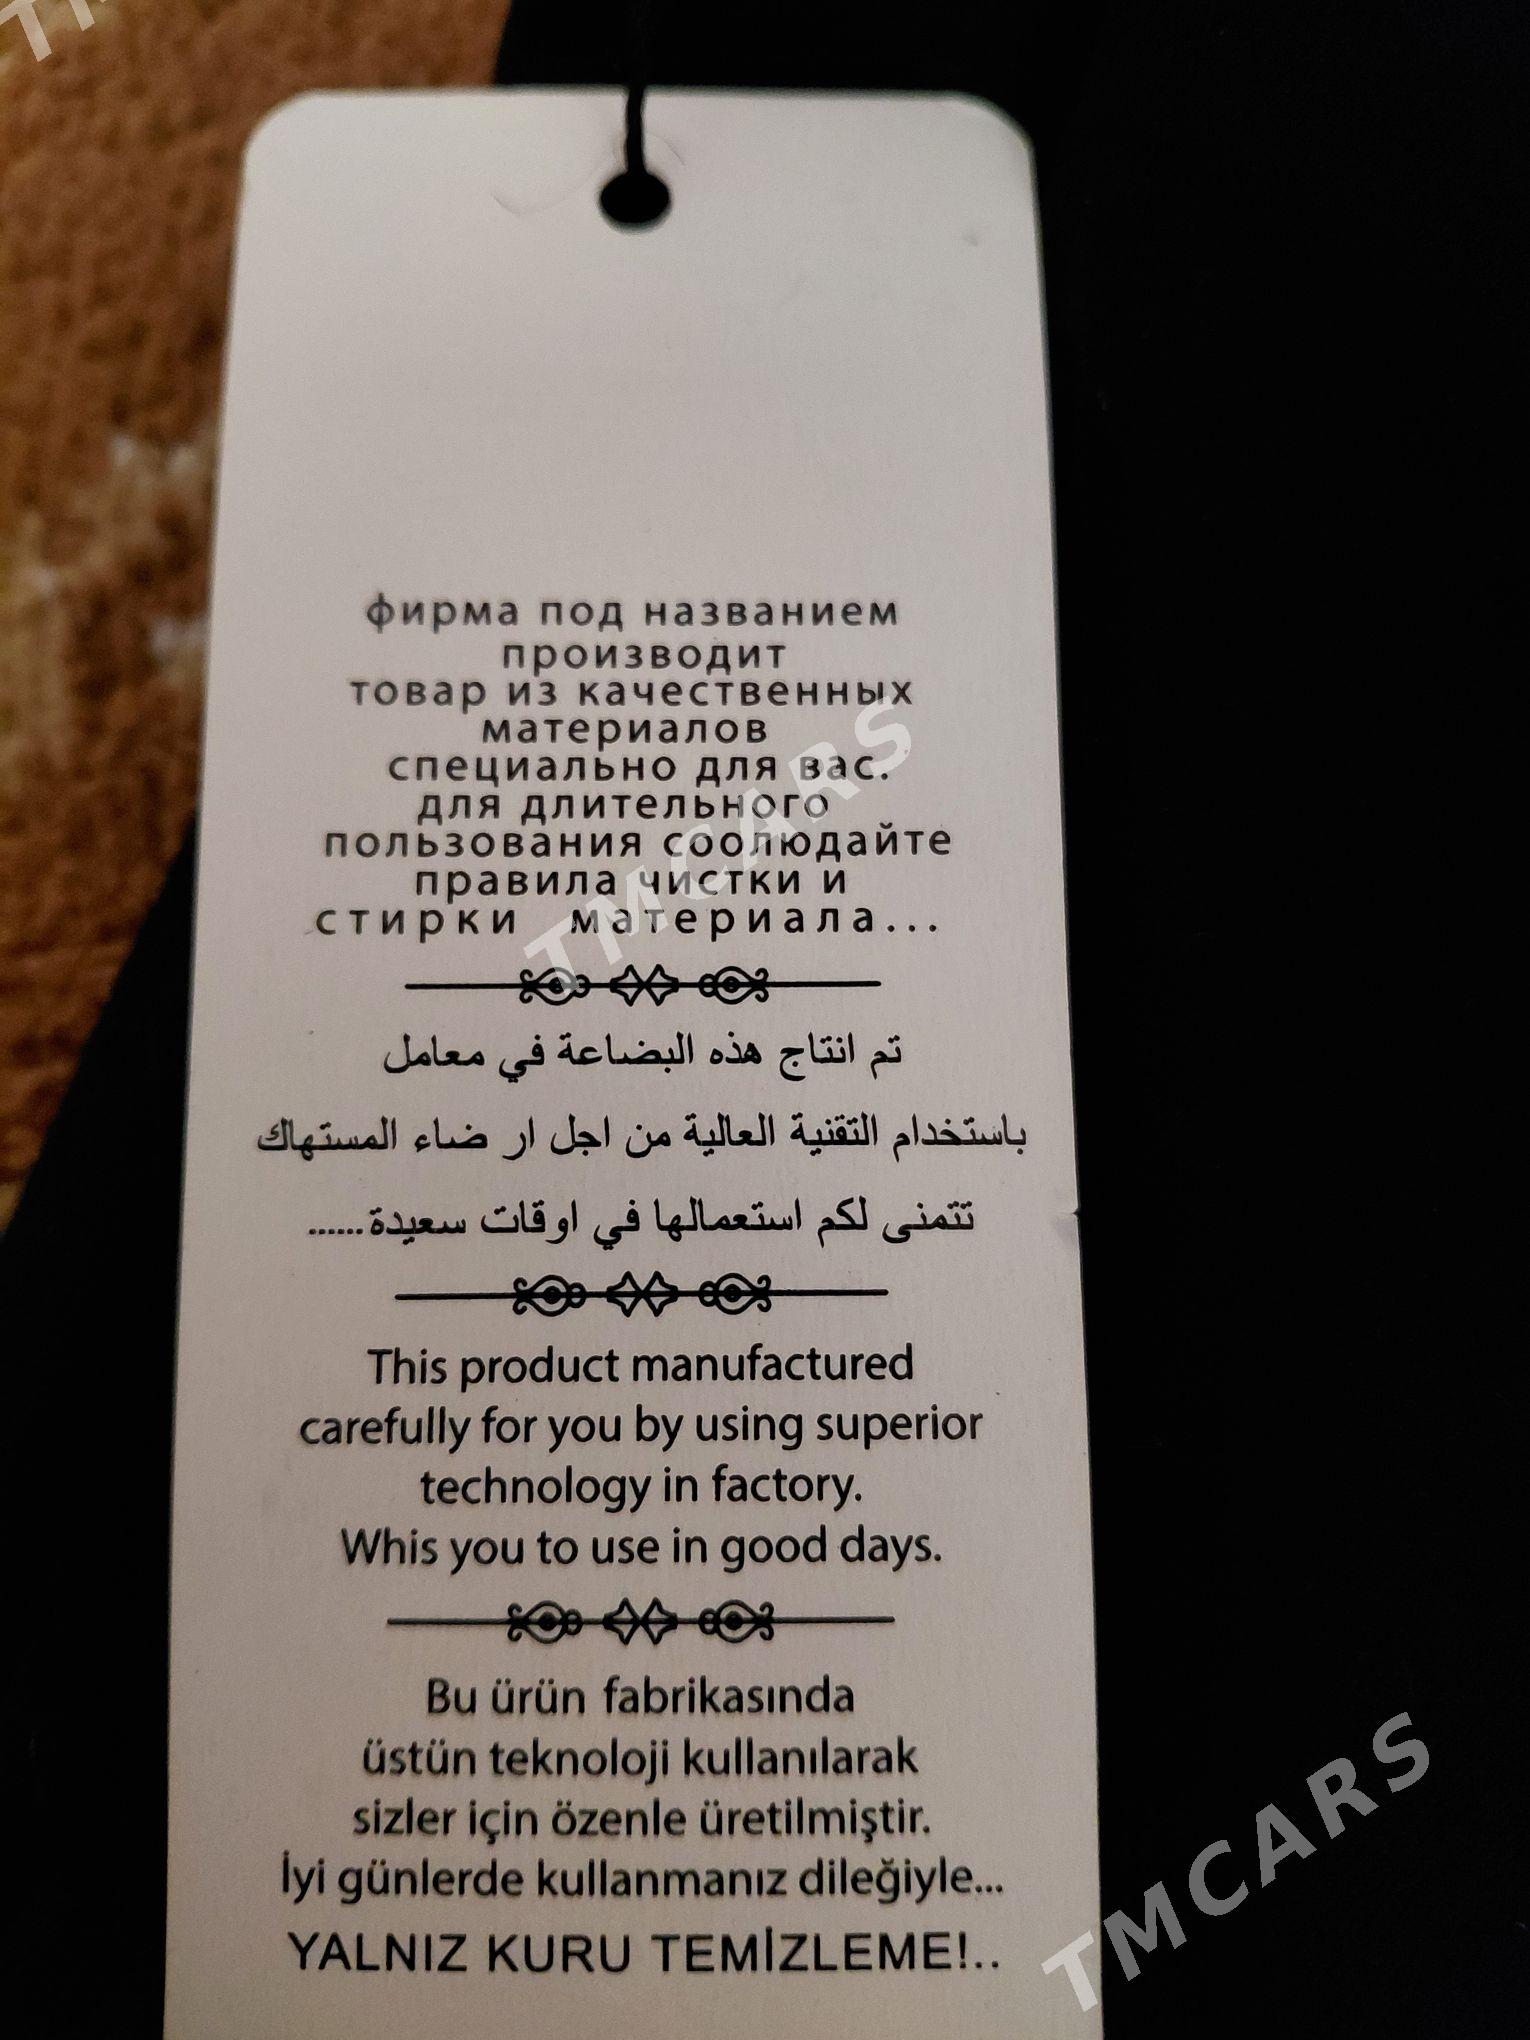 фирма под названием
производит
товар из качественных
материалов
специально для вас.
для длительного
пользования соолюдайте
правила чистки и
стирки материала...
تم انتاج هذه البضاعة في معامل
باستخدام التقنية العالية من اجل ار ضاء المستهاك
تتمنى لكم استعمالها في اوقات سعيدة......
This product manufactured
carefully for you by using superior
technology in factory.
Whis you to use in good days.
Bu ürün fabrikasında
üstün teknoloji kullanılarak
sizler için özenle üretilmiştir.
İyi günlerde kullanmanız dileğiyle...
YALNIZ KURU TEMİZLEME!..
TMCARS
TMCARS